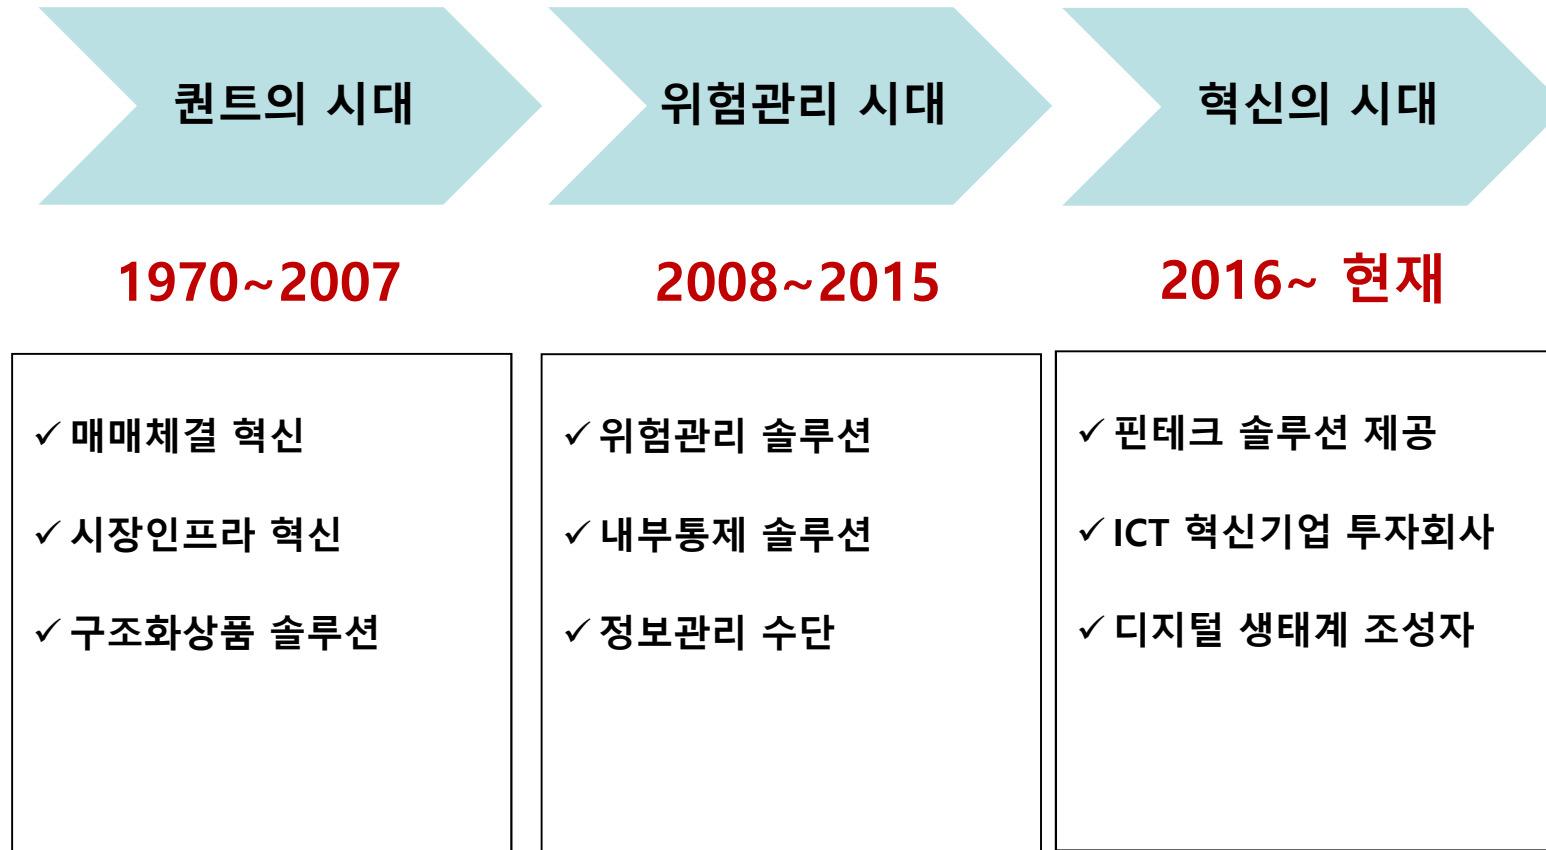 퀀트의 시대
위험관리 시대
혁신의 시대
1970~2007
2008~2015
2016~ 현재
✓ 매매체결 혁신
✓ 시장인프라 혁신
✓ 구조화상품 솔루션
✓ 위험관리 솔루션
✓ 내부통제 솔루션
✓ 정보관리 수단
✓ 핀테크 솔루션 제공
✓ ICT 혁신기업 투자회사
✓ 디지털 생태계 조성자